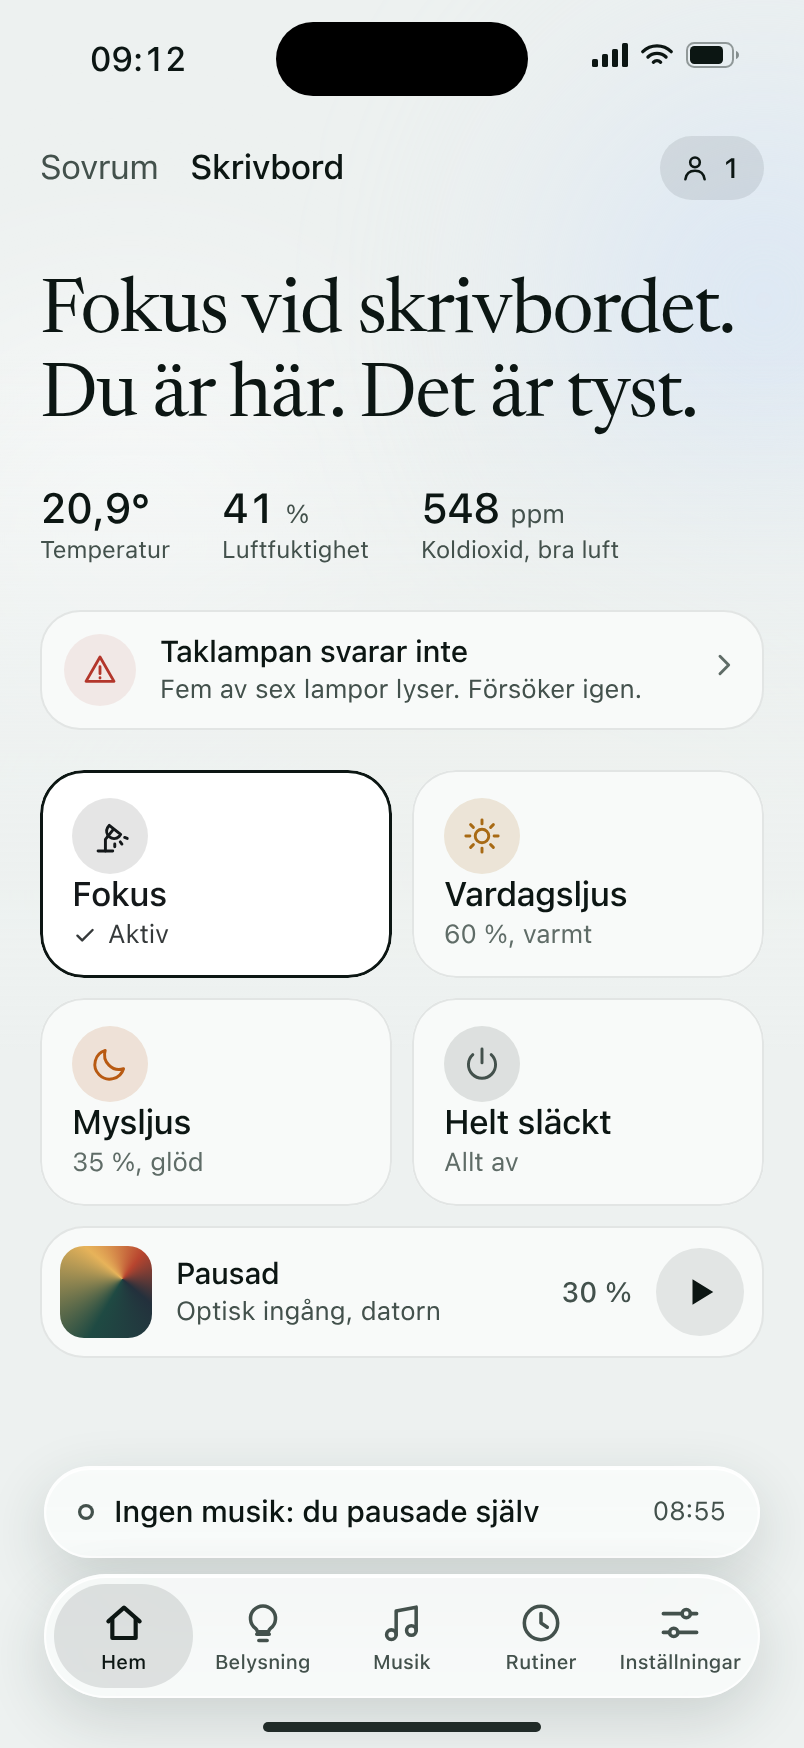 09:12
Sovrum Skrivbord 1
Fokus vid skrivbordet.
Du är här. Det är tyst.
20,9° 41 % 548 ppm
Temperatur Luftfuktighet Koldioxid, bra luft
Taklampan svarar inte
Fem av sex lampor lyser. Försöker igen.
Fokus
Aktiv
Vardagsljus
60 %, varmt
Mysljus
35 %, glöd
Helt släckt
Allt av
Pausad
Optisk ingång, datorn
30 %
Ingen musik: du pausade själv 08:55
Hem Belysning Musik Rutiner Inställningar